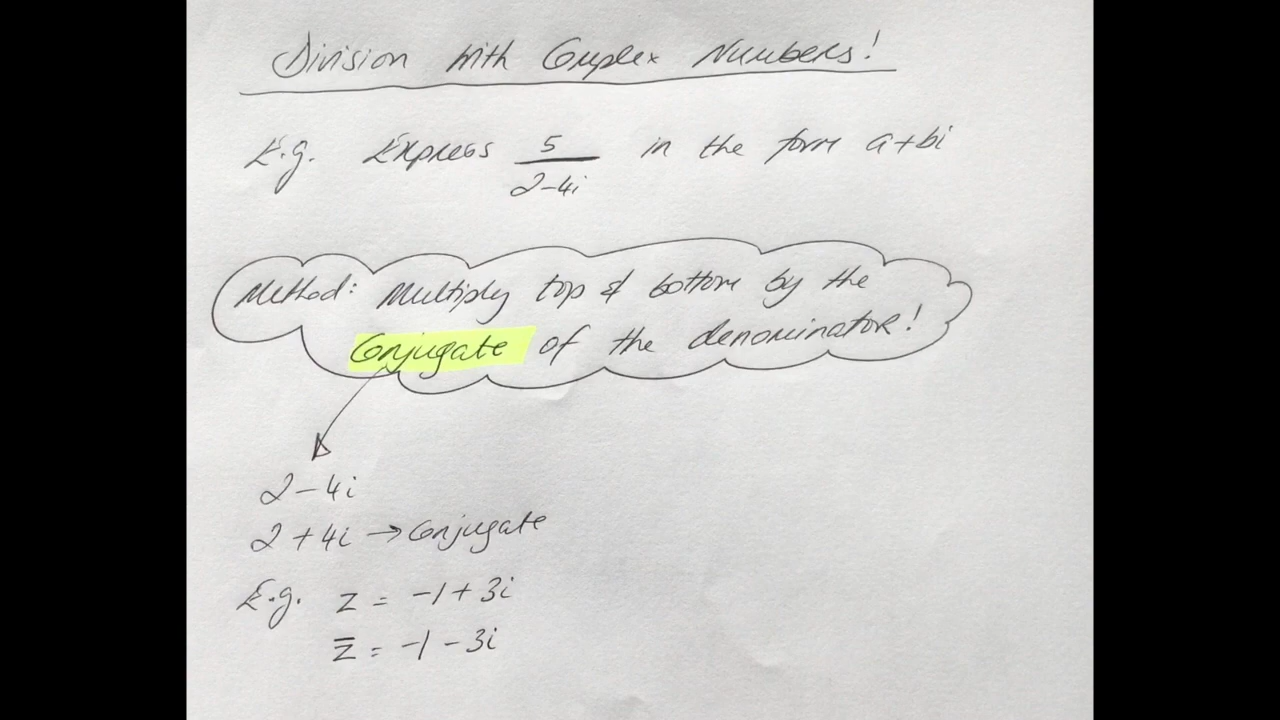 Division with Complex Numbers!
E.g. Express 5/2-4i in the form a+bi
Method: Multiply top & bottom by the
Conjugate of the denominator!
2-4i
2+4i → Conjugate
E.g. z = -1+3i
z̄ = -1-3i